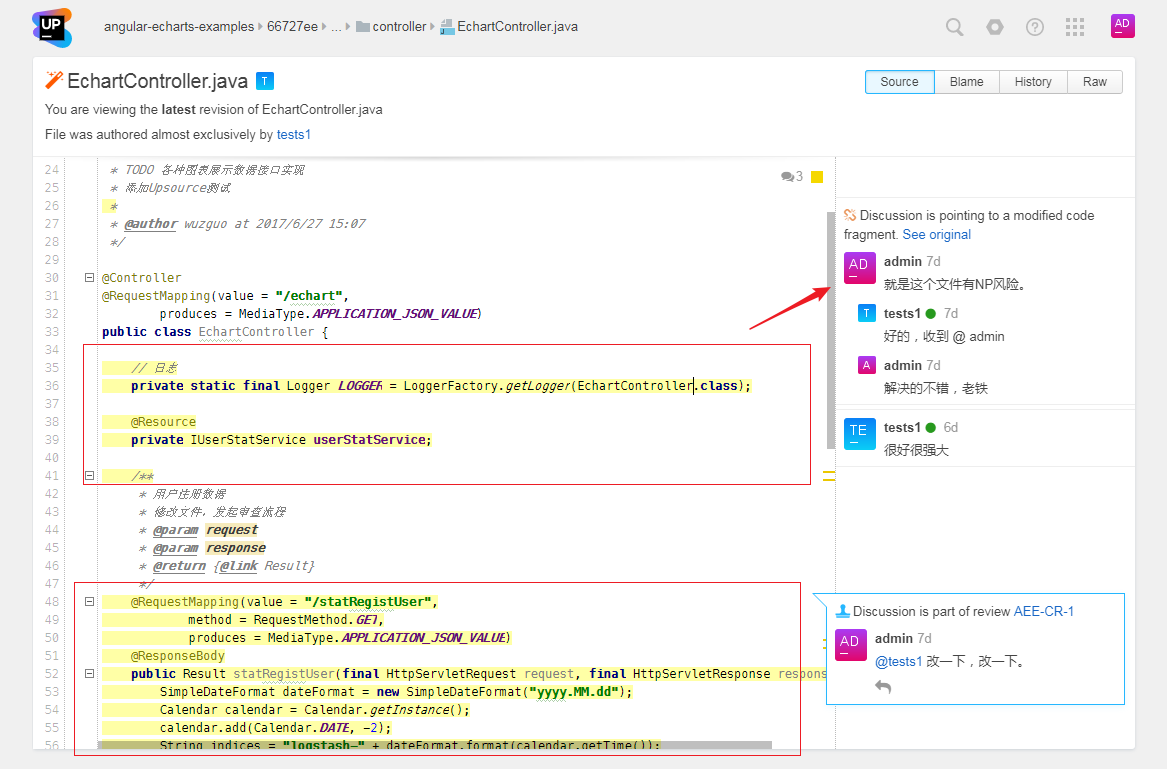 UP
angular-echarts-examples 66727ee ... controller EchartController.java
AD
EchartController.java T
Source Blame History Raw
You are viewing the latest revision of EchartController.java
File was authored almost exclusively by tests1
24 * TODO 各种图表展示数据接口实现
25 * 添加Upsource测试
26 *
27 * @author wuzguo at 2017/6/27 15:07
28 */
29
30 @Controller
31 @RequestMapping(value = "/echart",
32 produces = MediaType.APPLICATION_JSON_VALUE)
33 public class EchartController {
34
35 // 日志
36 private static final Logger LOGGER = LoggerFactory.getLogger(EchartController.class);
37
38 @Resource
39 private IUserStatService userStatService;
40
41 /**
42 * 用户注册数据
43 * 修改文件，发起审查流程
44 * @param request
45 * @param response
46 * @return {@link Result}
47 */
48 @RequestMapping(value = "/statRegistUser",
49 method = RequestMethod.GET,
50 produces = MediaType.APPLICATION_JSON_VALUE)
51 @ResponseBody
52 public Result statRegistUser(final HttpServletRequest request, final HttpServletResponse respons
53 SimpleDateFormat dateFormat = new SimpleDateFormat("yyyy.MM.dd");
54 Calendar calendar = Calendar.getInstance();
55 calendar.add(Calendar.DATE, -2);
56 String indices = "logstash-" + dateFormat.format(calendar.getTime());
3
Discussion is pointing to a modified code
fragment. See original
AD admin 7d
就是这个文件有NP风险。
T tests1 7d
好的，收到 @ admin
A admin 7d
解决的不错，老铁
TE tests1 6d
很好很强大
Discussion is part of review AEE-CR-1
AD admin 7d
@tests1 改一下，改一下。